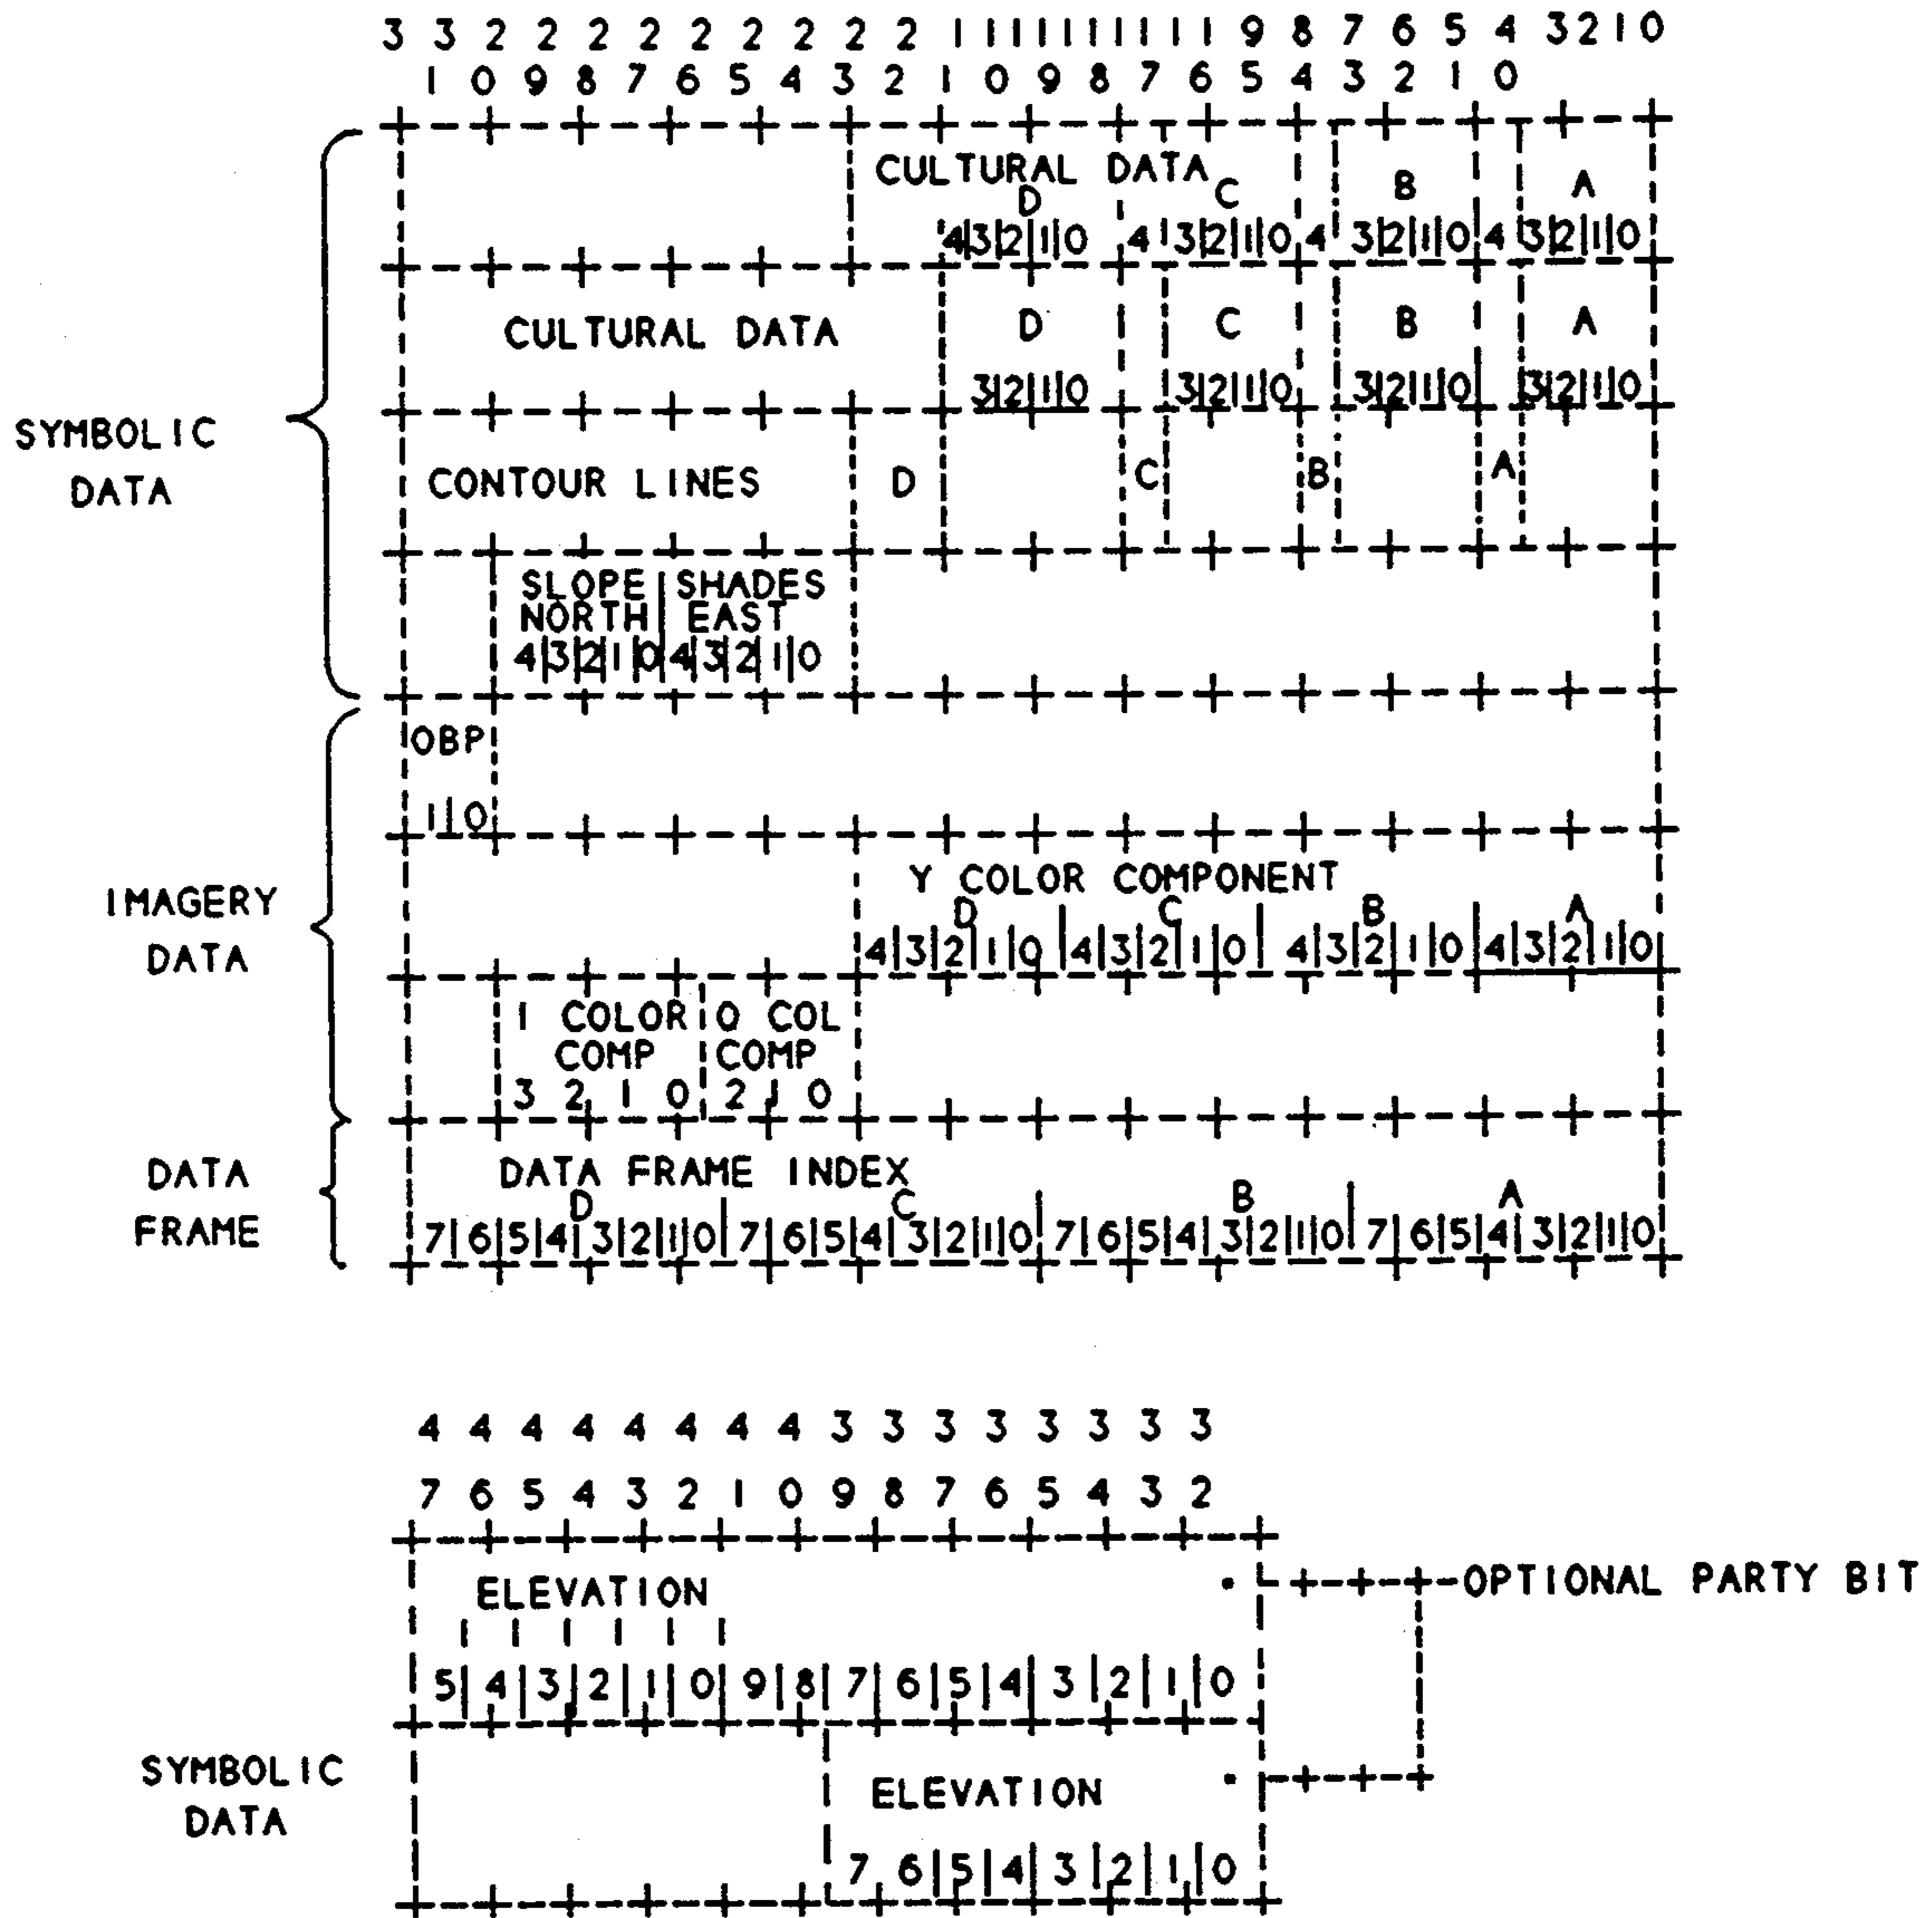 3 3 2 2 2 2 2 2 2 2 2 1 1 1 1 1 1 1 1 1 1 9 8 7 6 5 4 3 2 1 0
1 0 9 8 7 6 5 4 3 2 1 0 9 8 7 6 5 4 3 2 1 0
CULTURAL DATA
D C B A
4|3|2|1|0 4 3|2|1|0 4 3|2|1|0 4 3|2|1|0
CULTURAL DATA D C B A
3|2|1|0 3|2|1|0 3|2|1|0 3|2|1|0
SYMBOLIC
DATA
CONTOUR LINES D C B A
SLOPE SHADES
NORTH EAST
4|3|2|1|0 4|3|2|1|0
OBP
1|0
IMAGERY
DATA
Y COLOR COMPONENT
D C B A
4|3|2|1|0 4|3|2|1|0 4|3|2|1|0 4|3|2|1|0
I COLOR O COL
COMP COMP
3 2 1 0 2 1 0
DATA
FRAME
DATA FRAME INDEX
D C B A
7|6|5|4|3|2|1|0 7|6|5|4|3|2|1|0 7|6|5|4|3|2|1|0 7|6|5|4|3|2|1|0
4 4 4 4 4 4 4 4 3 3 3 3 3 3 3 3
7 6 5 4 3 2 1 0 9 8 7 6 5 4 3 2
ELEVATION
OPTIONAL PARTY BIT
1 1 1 1 1 1
5|4|3|2|1|0|9|8|7|6|5|4|3|2|1|0
SYMBOLIC
DATA
ELEVATION
7 6|5|4|3|2|1|0